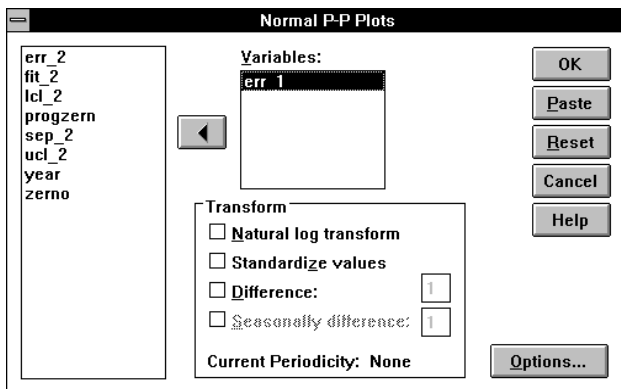 Normal P-P Plots
err_2
fit_2
lcl_2
progzern
sep_2
ucl_2
year
zerno
Variables:
err_1
Transform
Natural log transform
Standardize values
Difference: 1
Seasonally difference: 1
Current Periodicity: None
OK
Paste
Reset
Cancel
Help
Options...